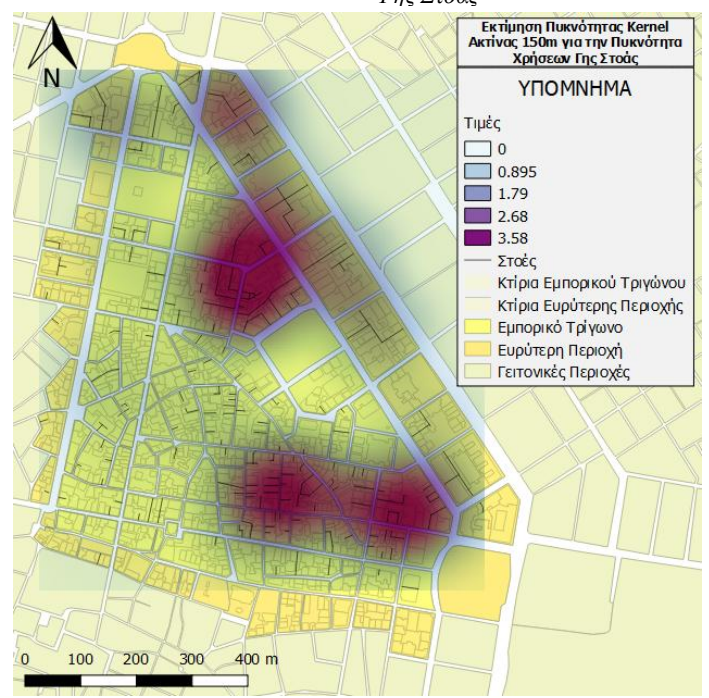 Γης Στοάς
Εκτίμηση Πυκνότητας Kernel
Ακτίνας 150m για την Πυκνότητα
Χρήσεων Γης Στοάς
ΥΠΟΜΝΗΜΑ
Τιμές
0
0.895
1.79
2.68
3.58
Στοές
Κτίρια Εμπορικού Τριγώνου
Κτίρια Ευρύτερης Περιοχής
Εμπορικό Τρίγωνο
Ευρύτερη Περιοχή
Γειτονικές Περιοχές
N
0 100 200 300 400 m